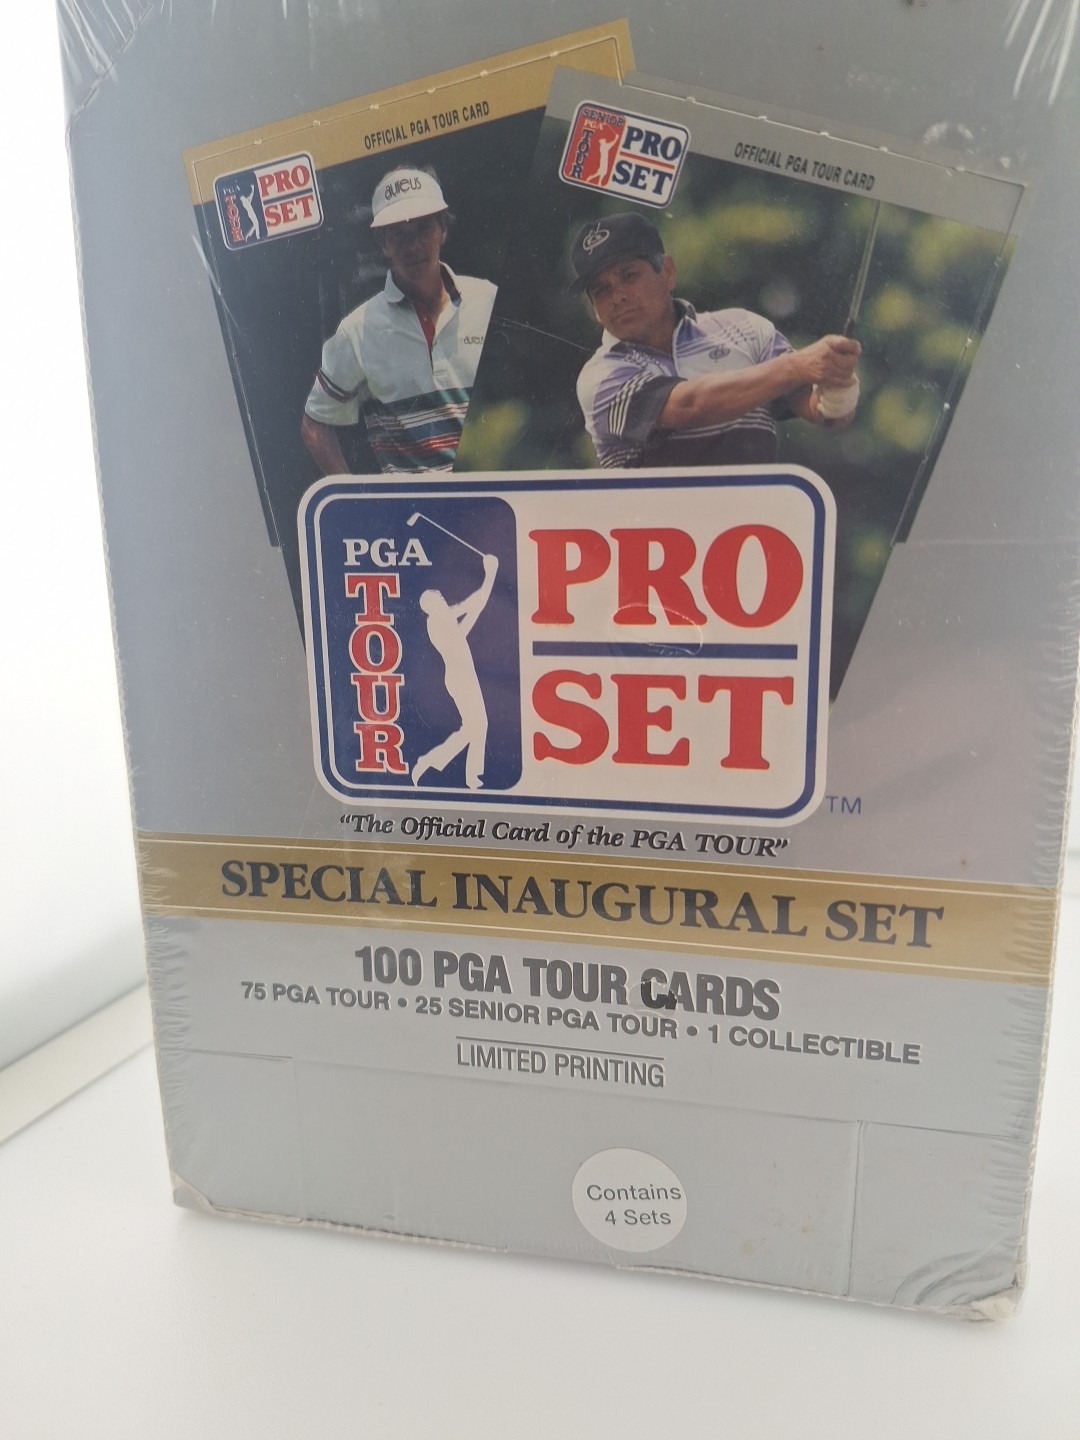 OFFICIAL PGA TOUR CARD
PGA
TOUR
PRO
SET
aureus
aureus
OFFICIAL PGA TOUR CARD
SENIOR
PGA
TOUR
PRO
SET
PGA
TOUR
PRO
SET
TM
"The Official Card of the PGA TOUR"
SPECIAL INAUGURAL SET
100 PGA TOUR CARDS
75 PGA TOUR • 25 SENIOR PGA TOUR • 1 COLLECTIBLE
LIMITED PRINTING
Contains
4 Sets